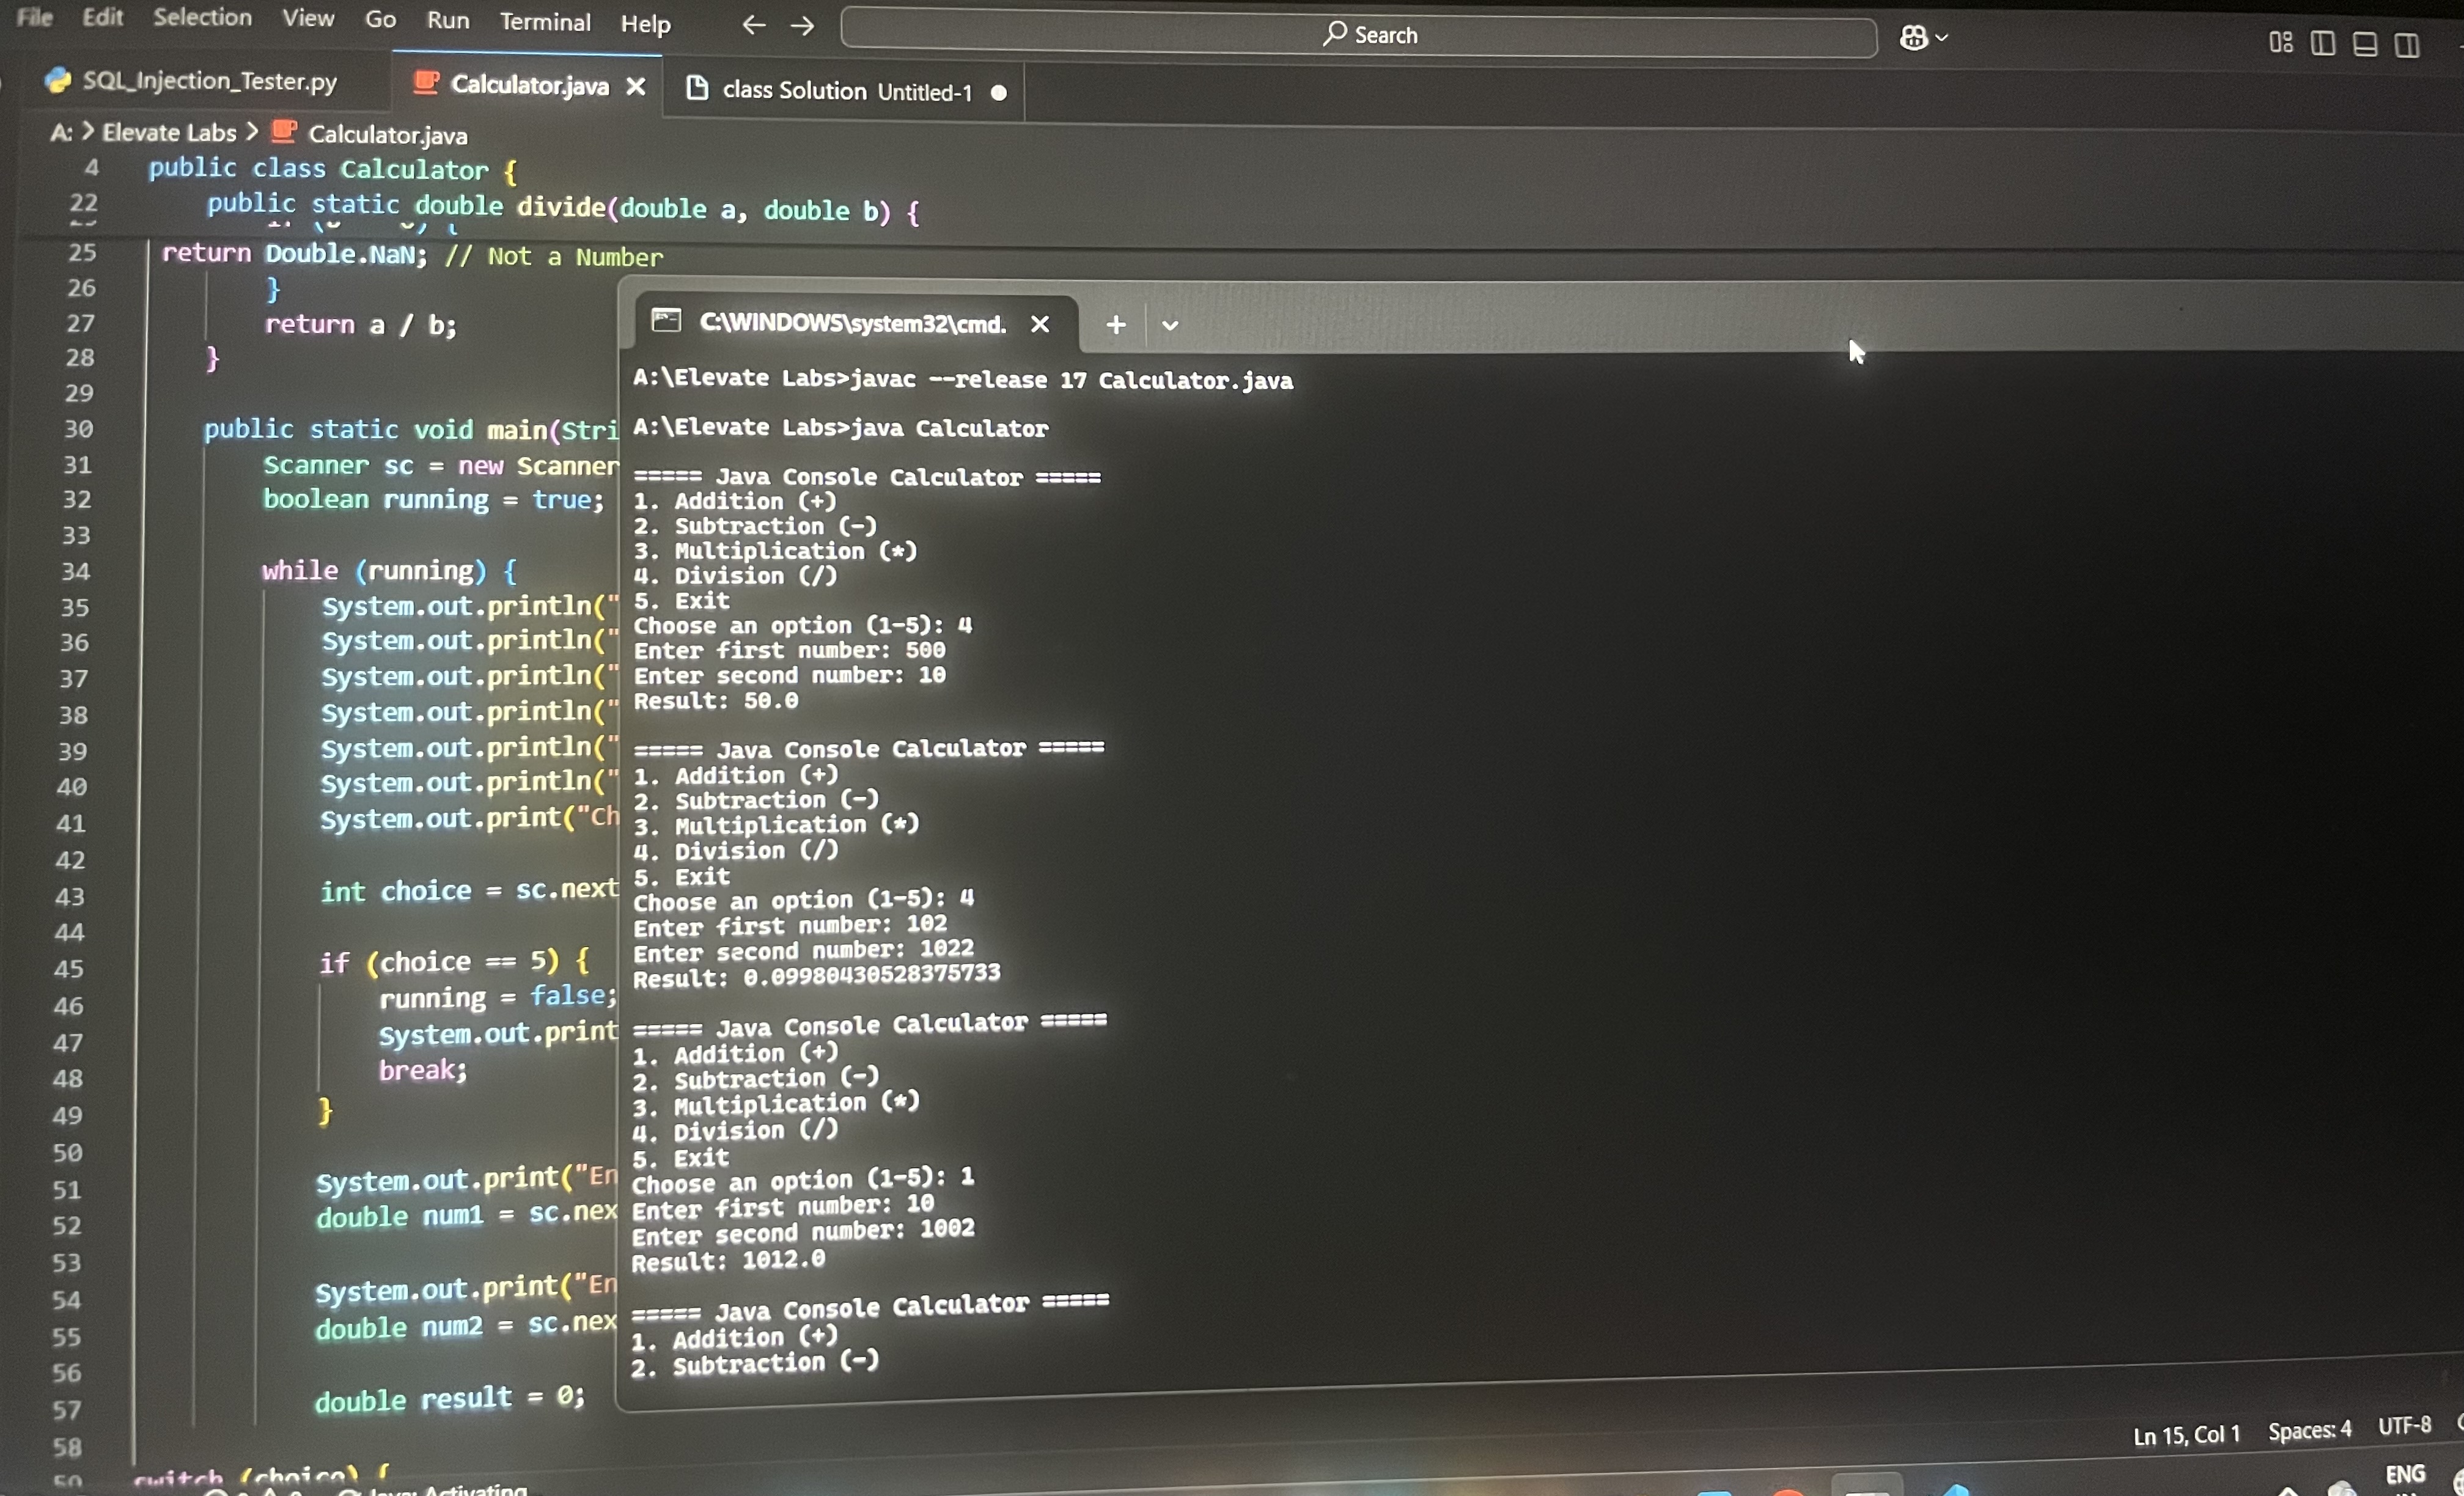 File Edit Selection View Go Run Terminal Help
Search
SQL_Injection_Tester.py
Calculator.java
class Solution Untitled-1
A: > Elevate Labs > Calculator.java
4 public class Calculator {
22 public static double divide(double a, double b) {
25 return Double.NaN; // Not a Number
26 }
27 return a / b;
28 }
29
30 public static void main(Stri
31 Scanner sc = new Scanner
32 boolean running = true;
33
34 while (running) {
35 System.out.println("
36 System.out.println("
37 System.out.println("
38 System.out.println("
39 System.out.println("
40 System.out.println("
41 System.out.print("Ch
42
43 int choice = sc.next
44
45 if (choice == 5) {
46 running = false;
47 System.out.print
48 break;
49 }
50
51 System.out.print("En
52 double num1 = sc.nex
53
54 System.out.print("En
55 double num2 = sc.nex
56
57 double result = 0;
58
switch (choice) {
Java: Activating
C:\WINDOWS\system32\cmd.
A:\Elevate Labs>javac --release 17 Calculator.java
A:\Elevate Labs>java Calculator
===== Java Console Calculator =====
1. Addition (+)
2. Subtraction (-)
3. Multiplication (*)
4. Division (/)
5. Exit
Choose an option (1-5): 4
Enter first number: 500
Enter second number: 10
Result: 50.0
===== Java Console Calculator =====
1. Addition (+)
2. Subtraction (-)
3. Multiplication (*)
4. Division (/)
5. Exit
Choose an option (1-5): 4
Enter first number: 102
Enter second number: 1022
Result: 0.09980430528375733
===== Java Console Calculator =====
1. Addition (+)
2. Subtraction (-)
3. Multiplication (*)
4. Division (/)
5. Exit
Choose an option (1-5): 1
Enter first number: 10
Enter second number: 1002
Result: 1012.0
===== Java Console Calculator =====
1. Addition (+)
2. Subtraction (-)
Ln 15, Col 1 Spaces: 4 UTF-8
ENG